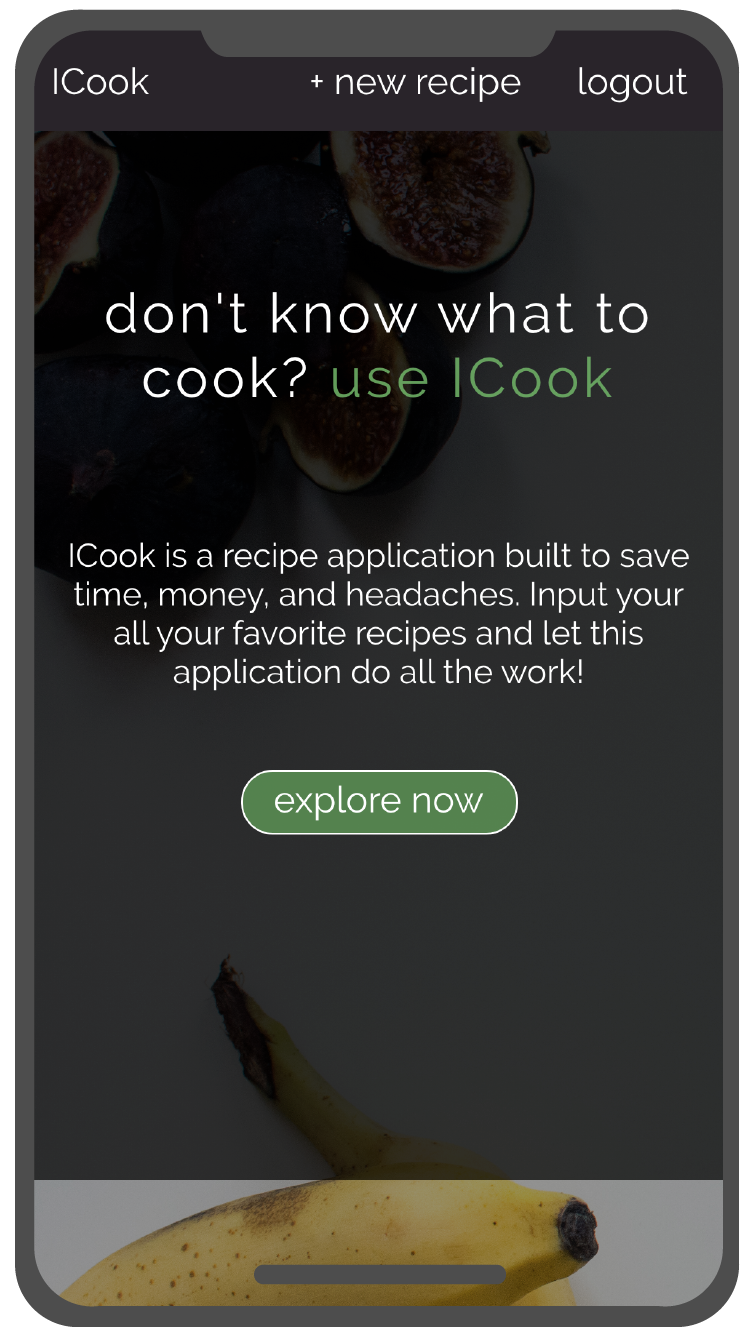 ICook + new recipe logout
don't know what to
cook? use ICook
ICook is a recipe application built to save
time, money, and headaches. Input your
all your favorite recipes and let this
application do all the work!
explore now